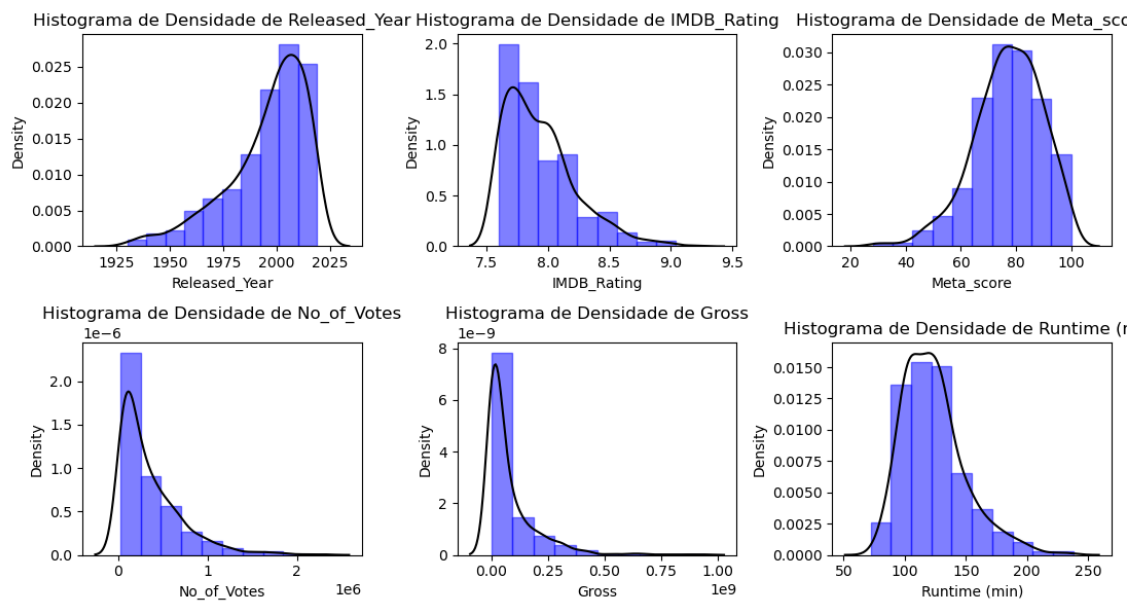 Histograma de Densidade de Released_Year
0.025
0.020
0.015
0.010
0.005
0.000
Density
1925 1950 1975 2000 2025
Released_Year
Histograma de Densidade de IMDB_Rating
2.0
1.5
1.0
0.5
0.0
Density
7.5 8.0 8.5 9.0 9.5
IMDB_Rating
Histograma de Densidade de Meta_sco
0.030
0.025
0.020
0.015
0.010
0.005
0.000
Density
20 40 60 80 100
Meta_score
Histograma de Densidade de No_of_Votes
1e−6
2.0
1.5
1.0
0.5
0.0
Density
0 1 2
1e6
No_of_Votes
Histograma de Densidade de Gross
1e−9
8
6
4
2
0
Density
0.00 0.25 0.50 0.75 1.00
1e9
Gross
Histograma de Densidade de Runtime (r
0.0150
0.0125
0.0100
0.0075
0.0050
0.0025
0.0000
Density
50 100 150 200 250
Runtime (min)